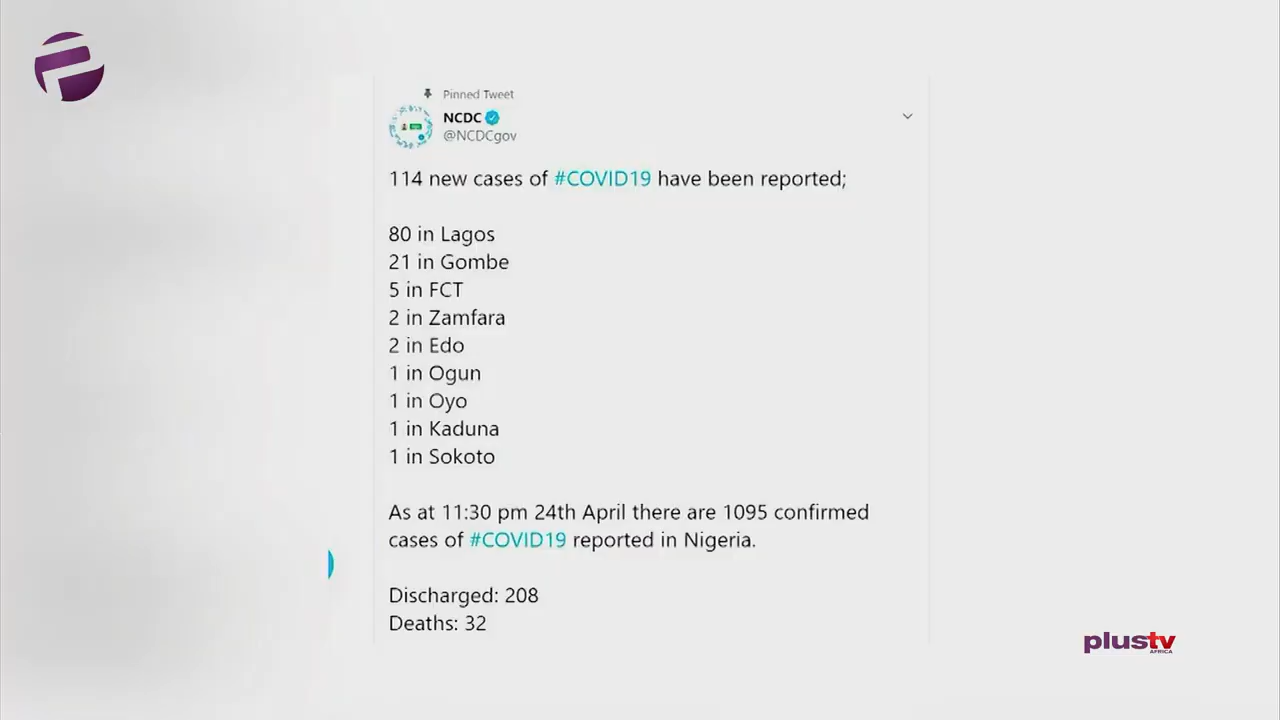 Pinned Tweet
NCDC
@NCDCgov
114 new cases of #COVID19 have been reported;
80 in Lagos
21 in Gombe
5 in FCT
2 in Zamfara
2 in Edo
1 in Ogun
1 in Oyo
1 in Kaduna
1 in Sokoto
As at 11:30 pm 24th April there are 1095 confirmed
cases of #COVID19 reported in Nigeria.
Discharged: 208
Deaths: 32
plustv
AFRICA